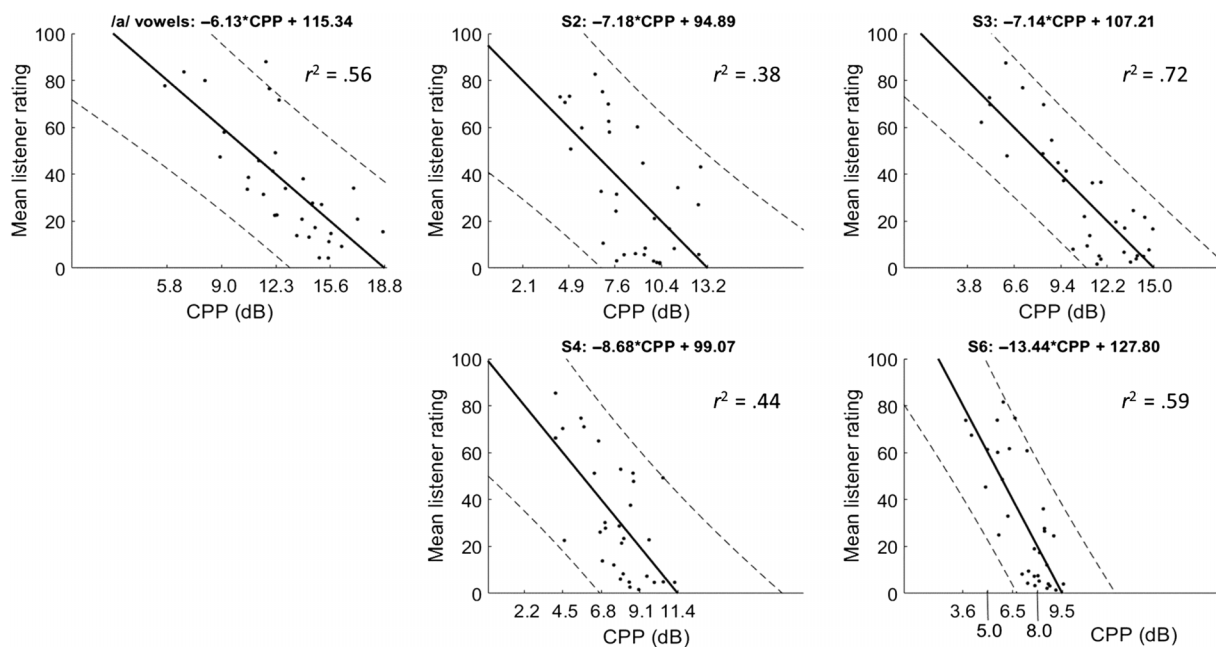 /a/ vowels: –6.13*CPP + 115.34
r² = .56
Mean listener rating
100
80
60
40
20
0
5.8 9.0 12.3 15.6 18.8
CPP (dB)
S2: –7.18*CPP + 94.89
r² = .38
Mean listener rating
100
80
60
40
20
0
2.1 4.9 7.6 10.4 13.2
CPP (dB)
S3: –7.14*CPP + 107.21
r² = .72
Mean listener rating
100
80
60
40
20
0
3.8 6.6 9.4 12.2 15.0
CPP (dB)
S4: –8.68*CPP + 99.07
r² = .44
Mean listener rating
100
80
60
40
20
0
2.2 4.5 6.8 9.1 11.4
CPP (dB)
S6: –13.44*CPP + 127.80
r² = .59
Mean listener rating
100
80
60
40
20
0
3.6 6.5 9.5
5.0 8.0 CPP (dB)